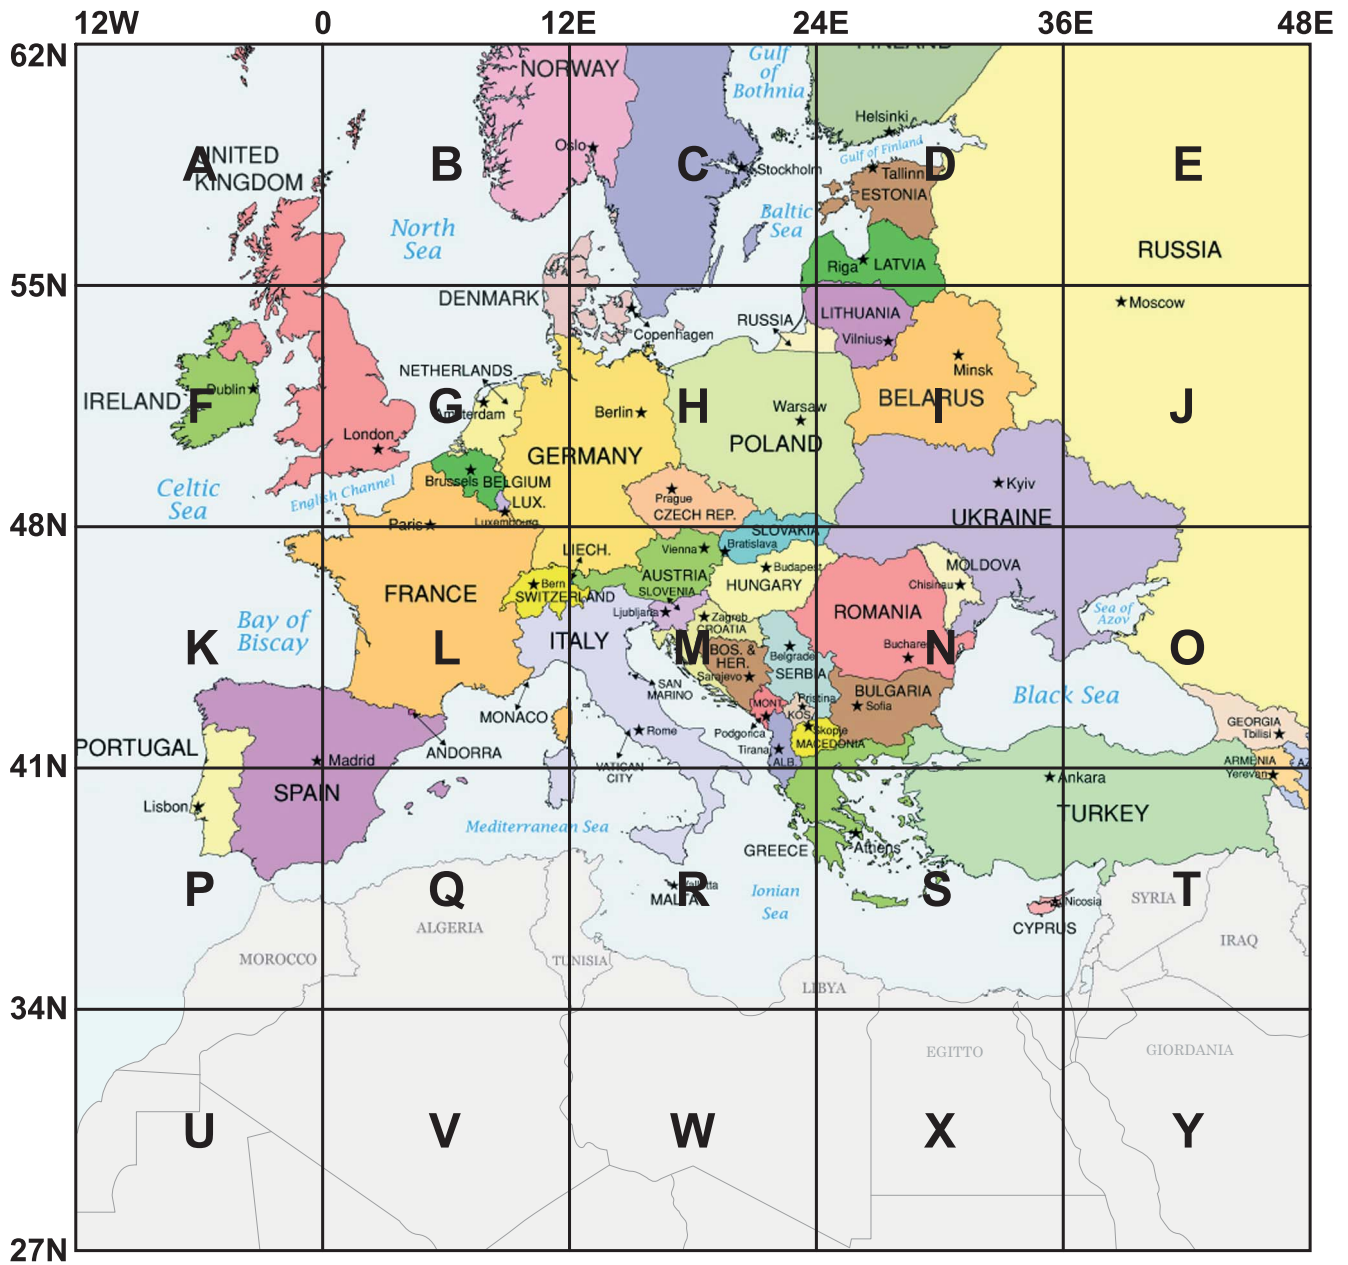 12W 0 12E 24E 36E 48E
62N
FINLAND
NORWAY
Gulf
of
Bothnia
Helsinki
Oslo
Gulf of Finland
A B C D E
UNITED
KINGDOM
Stockholm
Tallinn
ESTONIA
North
Sea
Baltic
Sea
RUSSIA
Riga LATVIA
55N
DENMARK
Moscow
LITHUANIA
RUSSIA
Copenhagen
Vilnius
Minsk
NETHERLANDS
Dublin
BELARUS
IRELAND
F G H I J
Amsterdam
Berlin
Warsaw
London
POLAND
GERMANY
Brussels BELGIUM
Celtic
Sea
English Channel
LUX.
Luxembourg
Prague
CZECH REP.
Kyiv
UKRAINE
Paris
48N
SLOVAKIA
Bratislava
Vienna
LIECH.
Budapest
MOLDOVA
AUSTRIA
HUNGARY
Chisinau
Bern
SWITZERLAND
SLOVENIA
FRANCE
Ljubljana
ROMANIA
Zagreb
CROATIA
Sea of
Azov
Bay of
Biscay
ITALY
K L M N O
BOS. &
HER.
Belgrade
Bucharest
Sarajevo
SERBIA
SAN
MARINO
BULGARIA
Black Sea
MONT.
Pristina
KOS.
Sofia
MONACO
GEORGIA
Tbilisi
Rome
Podgorica
Skopje
MACEDONIA
PORTUGAL
ANDORRA
Tirana
ALB.
Madrid
VATICAN
CITY
ARMENIA
AZ
Yerevan
41N
Ankara
SPAIN
Lisbon
TURKEY
Mediterranean Sea
GREECE
Athens
P Q R S T
Valletta
MALTA
Ionian
Sea
Nicosia
SYRIA
CYPRUS
ALGERIA
MOROCCO
TUNISIA
IRAQ
LIBYA
34N
EGITTO
GIORDANIA
U V W X Y
27N